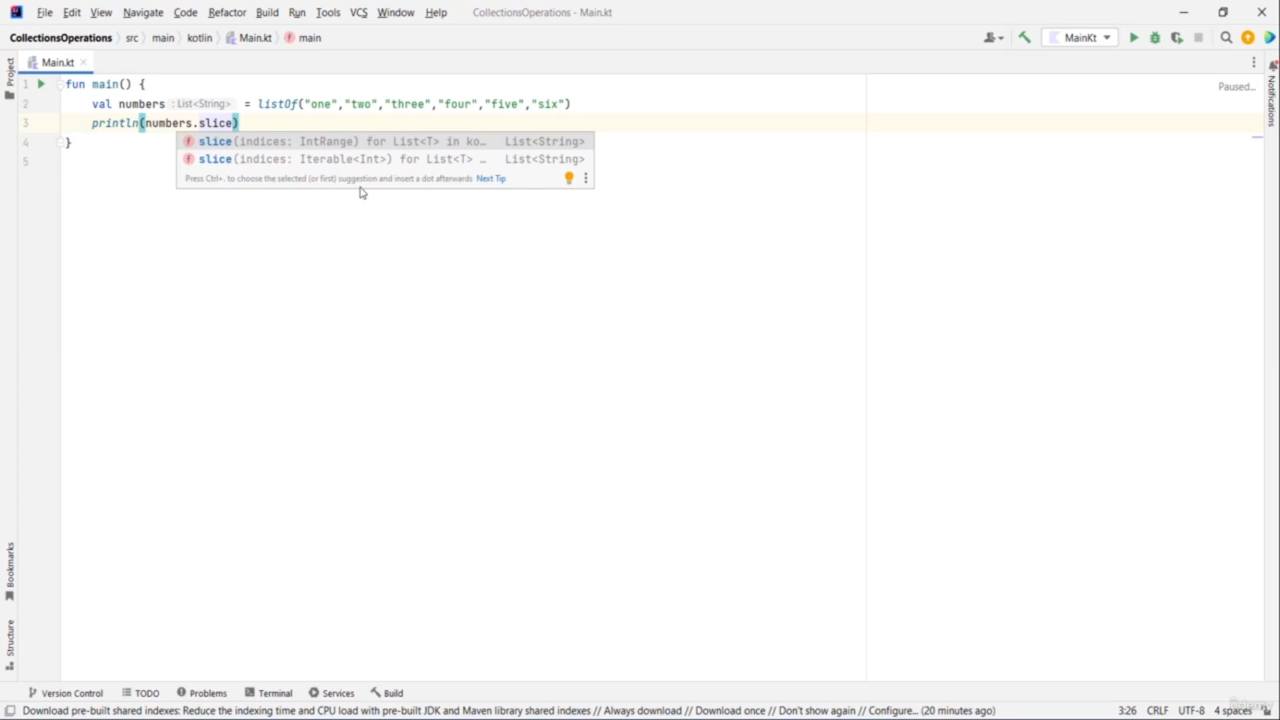 File Edit View Navigate Code Refactor Build Run Tools VCS Window Help CollectionsOperations - Main.kt
CollectionsOperations src main kotlin Main.kt main MainKt
Project
Main.kt
Notifications
Paused...
1 fun main() {
2 val numbers : List<String> = listOf("one","two","three","four","five","six")
3 println(numbers.slice)
4 }
5
slice(indices: IntRange) for List<T> in ko… List<String>
slice(indices: Iterable<Int>) for List<T> … List<String>
Press Ctrl+. to choose the selected (or first) suggestion and insert a dot afterwards Next Tip
Bookmarks
Structure
Version Control TODO Problems Terminal Services Build
Download pre-built shared indexes: Reduce the indexing time and CPU load with pre-built JDK and Maven library shared indexes // Always download // Download once // Don't show again // Configure... (20 minutes ago) 3:26 CRLF UTF-8 4 spaces